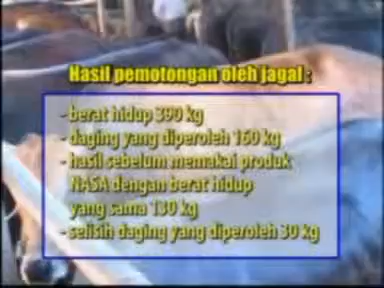 Hasil pemotongan oleh jagal :
- berat hidup 390 kg
- daging yang diperoleh 160 kg
- hasil sebelum memakai produk
NASA dengan berat hidup
yang sama 130 kg
- selisih daging yang diperoleh 30 kg